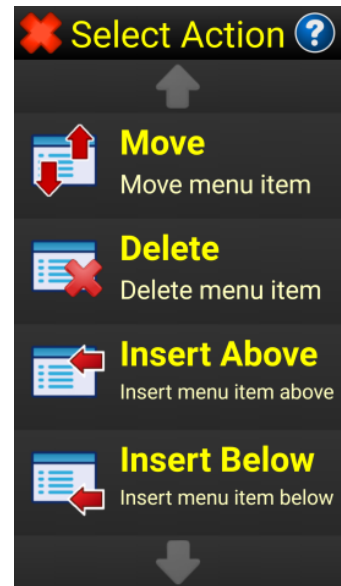 Select Action ?
Move
Move menu item
Delete
Delete menu item
Insert Above
Insert menu item above
Insert Below
Insert menu item below